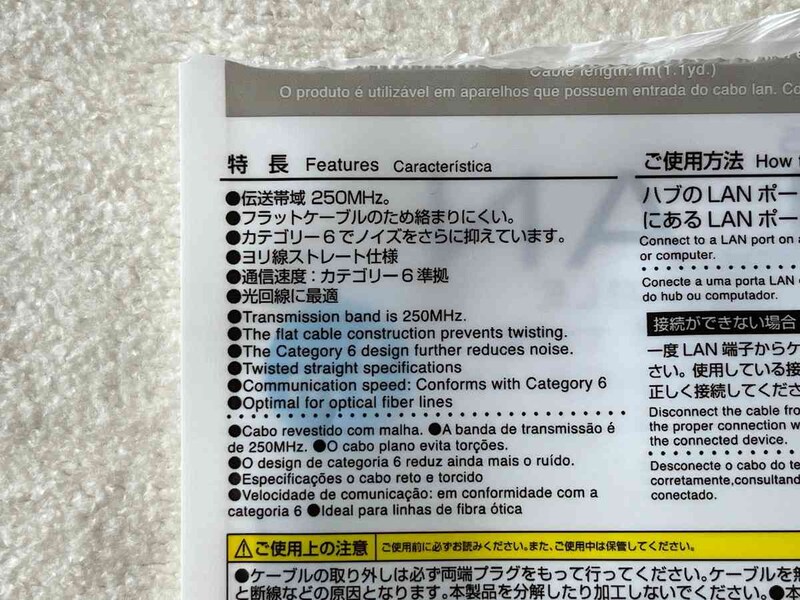 Cable length:1m(1.1yd.)
O produto é utilizável em aparelhos que possuem entrada do cabo lan. Co
特 長 Features Característica
●伝送帯域 250MHz。
●フラットケーブルのため絡まりにくい。
●カテゴリー6でノイズをさらに抑えています。
●ヨリ線ストレート仕様
●通信速度：カテゴリー6準拠
●光回線に最適
●Transmission band is 250MHz.
●The flat cable construction prevents twisting.
●The Category 6 design further reduces noise.
●Twisted straight specifications
●Communication speed: Conforms with Category 6
●Optimal for optical fiber lines
●Cabo revestido com malha. ●A banda de transmissão é
de 250MHz. ●O cabo plano evita torções.
●O design de categoria 6 reduz ainda mais o ruído.
●Especificações o cabo reto e torcido
●Velocidade de comunicação: em conformidade com a
categoria 6 ●Ideal para linhas de fibra ótica
ご使用方法 How
ハブのLAN ポー
にあるLAN ポー
Connect to a LAN port on a
or computer.
Conecte a uma porta LAN
do hub ou computador.
接続ができない場合
一度 LAN 端子からケ
さい。使用している接
正しく接続してくださ
Disconnect the cable fro
the proper connection w
the connected device.
Desconecte o cabo do te
corretamente,consultand
conectado.
ご使用上の注意 ご使用前に必ずお読みください。また、ご使用中は保管してください。
●ケーブルの取り外しは必ず両端プラグをもって行ってください。ケーブルを無
と断線などの原因となります。本製品を分解したり加工しないでください。●本